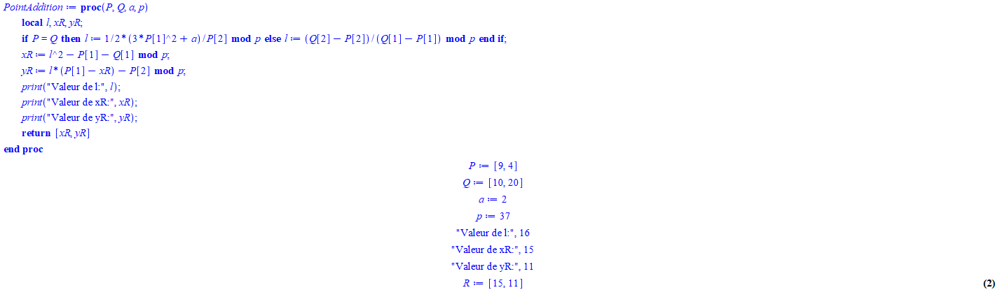 PointAddition := proc(P, Q, a, p)
local l, xR, yR;
if P = Q then l := 1/2*(3*P[1]^2 + a)/P[2] mod p else l := (Q[2] − P[2])/(Q[1] − P[1]) mod p end if;
xR := l^2 − P[1] − Q[1] mod p;
yR := l*(P[1] − xR) − P[2] mod p;
print("Valeur de l:", l);
print("Valeur de xR:", xR);
print("Valeur de yR:", yR);
return [xR, yR]
end proc
P := [9, 4]
Q := [10, 20]
a := 2
p := 37
"Valeur de l:", 16
"Valeur de xR:", 15
"Valeur de yR:", 11
R := [15, 11] (2)